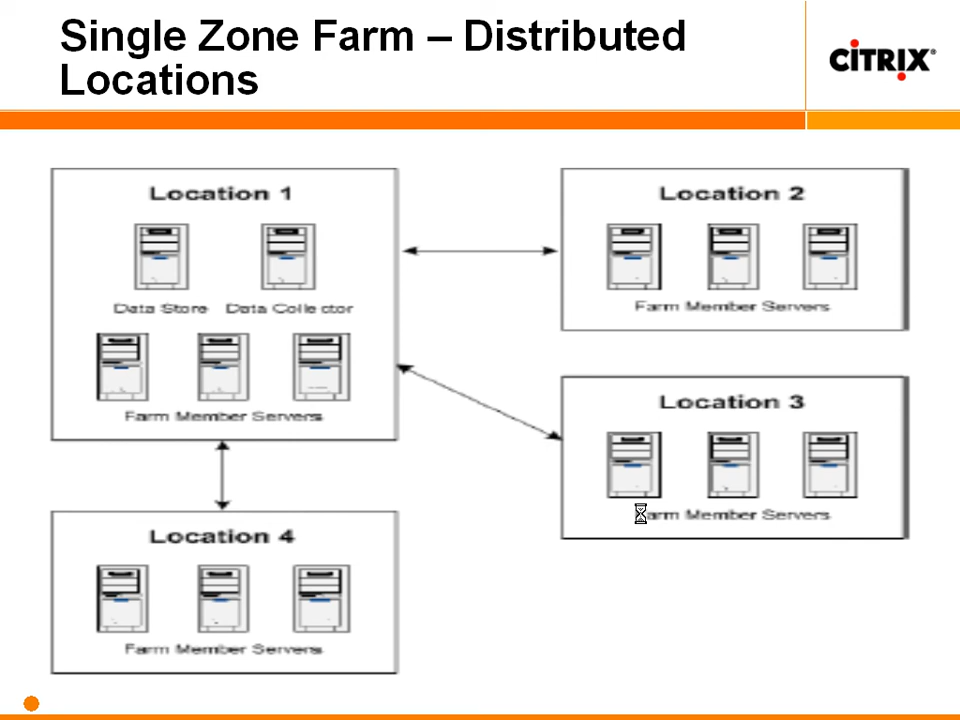 Single Zone Farm – Distributed
Locations
CITRIX®
Location 1
Data Store Data Collector
Farm Member Servers
Location 2
Farm Member Servers
Location 3
Farm Member Servers
Location 4
Farm Member Servers